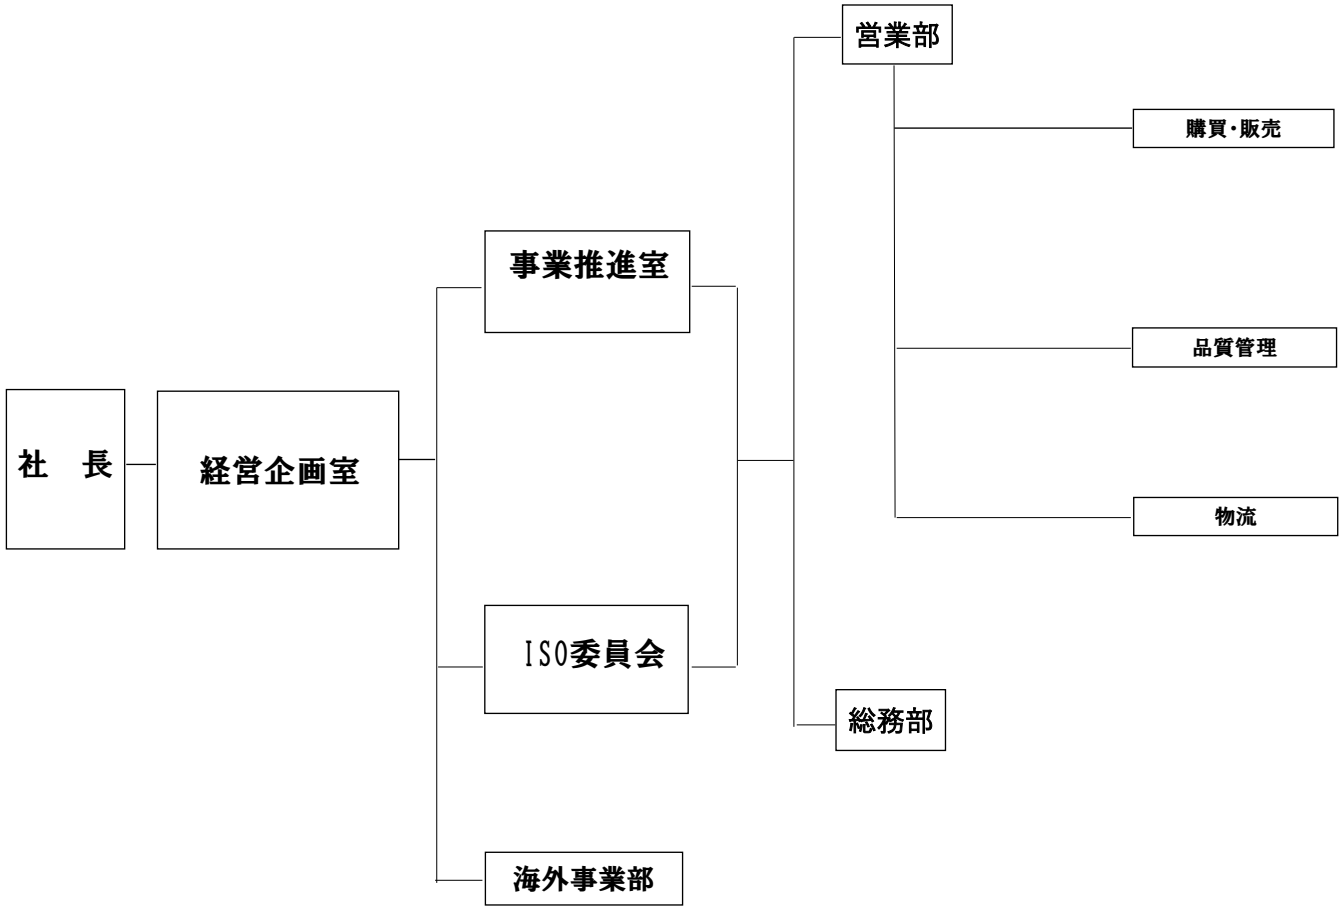 営業部
購買・販売
事業推進室
品質管理
社　長
経営企画室
物流
ISO委員会
総務部
海外事業部